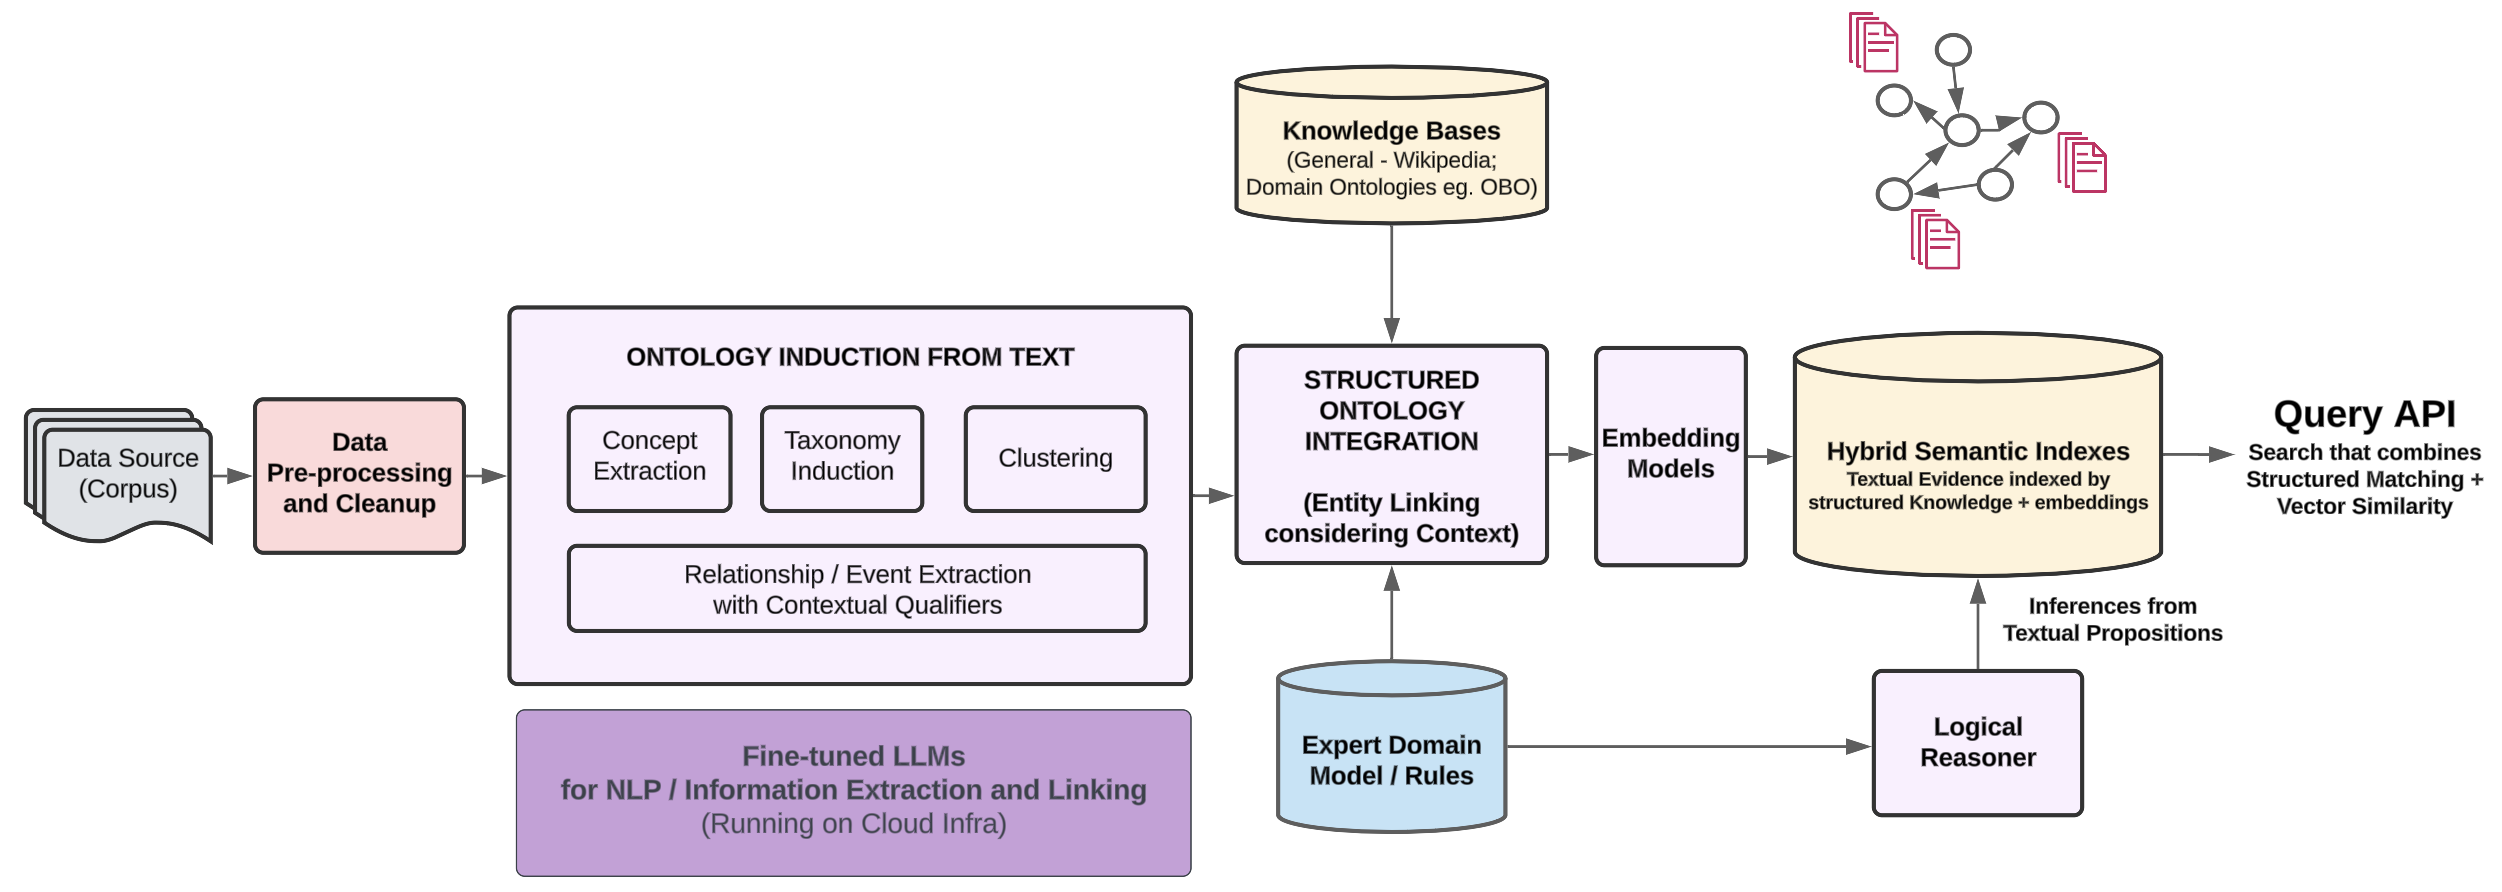 Knowledge Bases
(General - Wikipedia;
Domain Ontologies eg. OBO)
Data Source
(Corpus)
Data
Pre-processing
and Cleanup
ONTOLOGY INDUCTION FROM TEXT
Concept
Extraction
Taxonomy
Induction
Clustering
Relationship / Event Extraction
with Contextual Qualifiers
Fine-tuned LLMs
for NLP / Information Extraction and Linking
(Running on Cloud Infra)
STRUCTURED
ONTOLOGY
INTEGRATION
(Entity Linking
considering Context)
Expert Domain
Model / Rules
Embedding
Models
Hybrid Semantic Indexes
Textual Evidence indexed by
structured Knowledge + embeddings
Inferences from
Textual Propositions
Logical
Reasoner
Query API
Search that combines
Structured Matching +
Vector Similarity